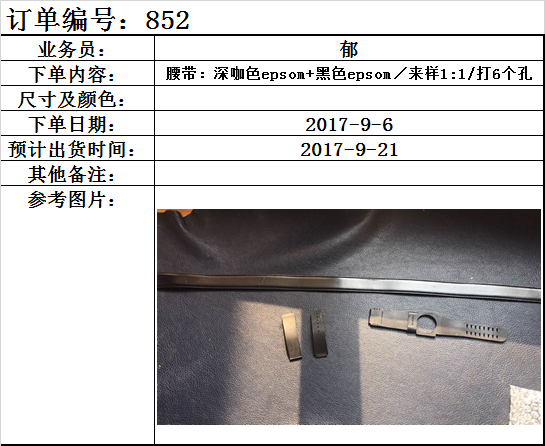 订单编号：852
业务员： 郁
下单内容： 腰带：深咖色epsom+黑色epsom／来样1:1/打6个孔
尺寸及颜色：
下单日期： 2017-9-6
预计出货时间： 2017-9-21
其他备注：
参考图片：